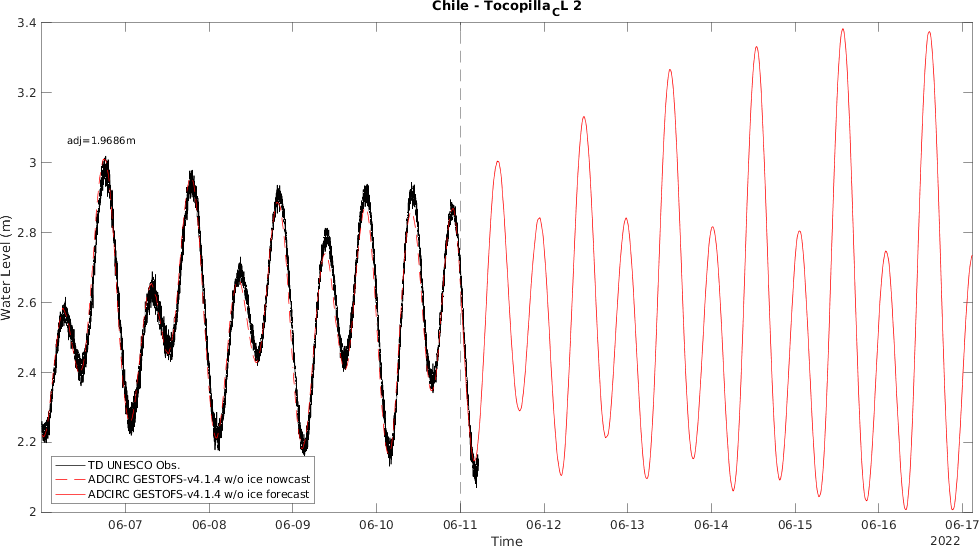 Chile - Tocopilla_CL 2
3.4
3.2
adj=1.9686m
3
2.8
2.6
2.4
2.2
2
Water Level (m)
TD UNESCO Obs.
ADCIRC GESTOFS-v4.1.4 w/o ice nowcast
ADCIRC GESTOFS-v4.1.4 w/o ice forecast
06-07 06-08 06-09 06-10 06-11 06-12 06-13 06-14 06-15 06-16 06-17
Time
2022